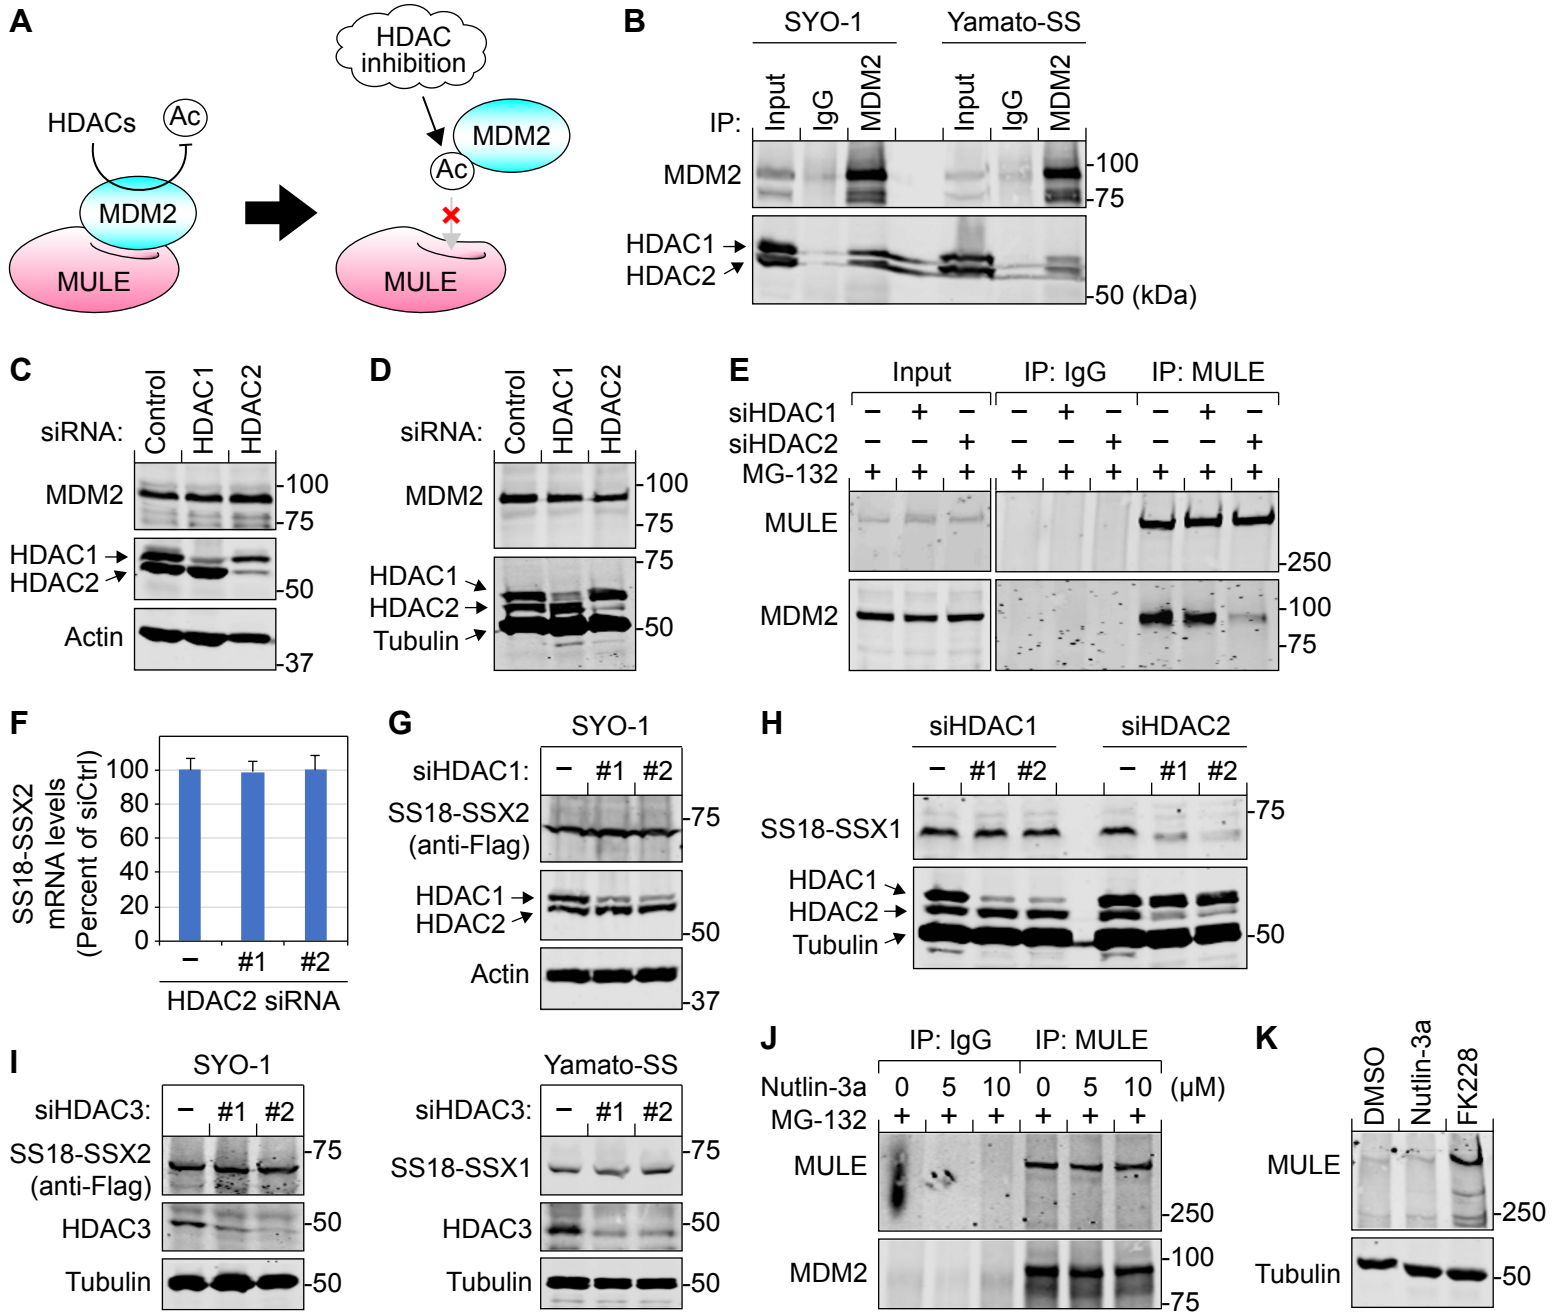 A
HDAC
inhibition
HDACs
Ac
MDM2
MULE
MDM2
Ac
MULE
B
SYO-1
Yamato-SS
IP:
Input
IgG
MDM2
Input
IgG
MDM2
MDM2
-100
-75
HDAC1
HDAC2
-50 (kDa)
C
siRNA:
Control
HDAC1
HDAC2
MDM2
-100
-75
HDAC1
HDAC2
-50
Actin
-37
D
siRNA:
Control
HDAC1
HDAC2
MDM2
-100
-75
-75
HDAC1
HDAC2
Tubulin
-50
E
Input
IP: IgG
IP: MULE
siHDAC1 − + − − + − − + −
siHDAC2 − − + − − + − − +
MG-132 + + + + + + + + +
MULE
-250
MDM2
-100
-75
F
SS18-SSX2
mRNA levels
(Percent of siCtrl)
100
80
60
40
20
0
− #1 #2
HDAC2 siRNA
G
SYO-1
siHDAC1: − #1 #2
SS18-SSX2
(anti-Flag)
-75
HDAC1
HDAC2
-50
Actin
-37
H
siHDAC1
siHDAC2
− #1 #2 − #1 #2
SS18-SSX1
-75
HDAC1
HDAC2
Tubulin
-50
I
SYO-1
siHDAC3: − #1 #2
SS18-SSX2
(anti-Flag)
-75
HDAC3
-50
Tubulin
-50
Yamato-SS
siHDAC3: − #1 #2
SS18-SSX1
-75
HDAC3
-50
Tubulin
-50
J
IP: IgG
IP: MULE
Nutlin-3a 0 5 10 0 5 10 (μM)
MG-132 + + + + + +
MULE
-250
MDM2
-100
-75
K
DMSO
Nutlin-3a
FK228
MULE
-250
Tubulin
-50